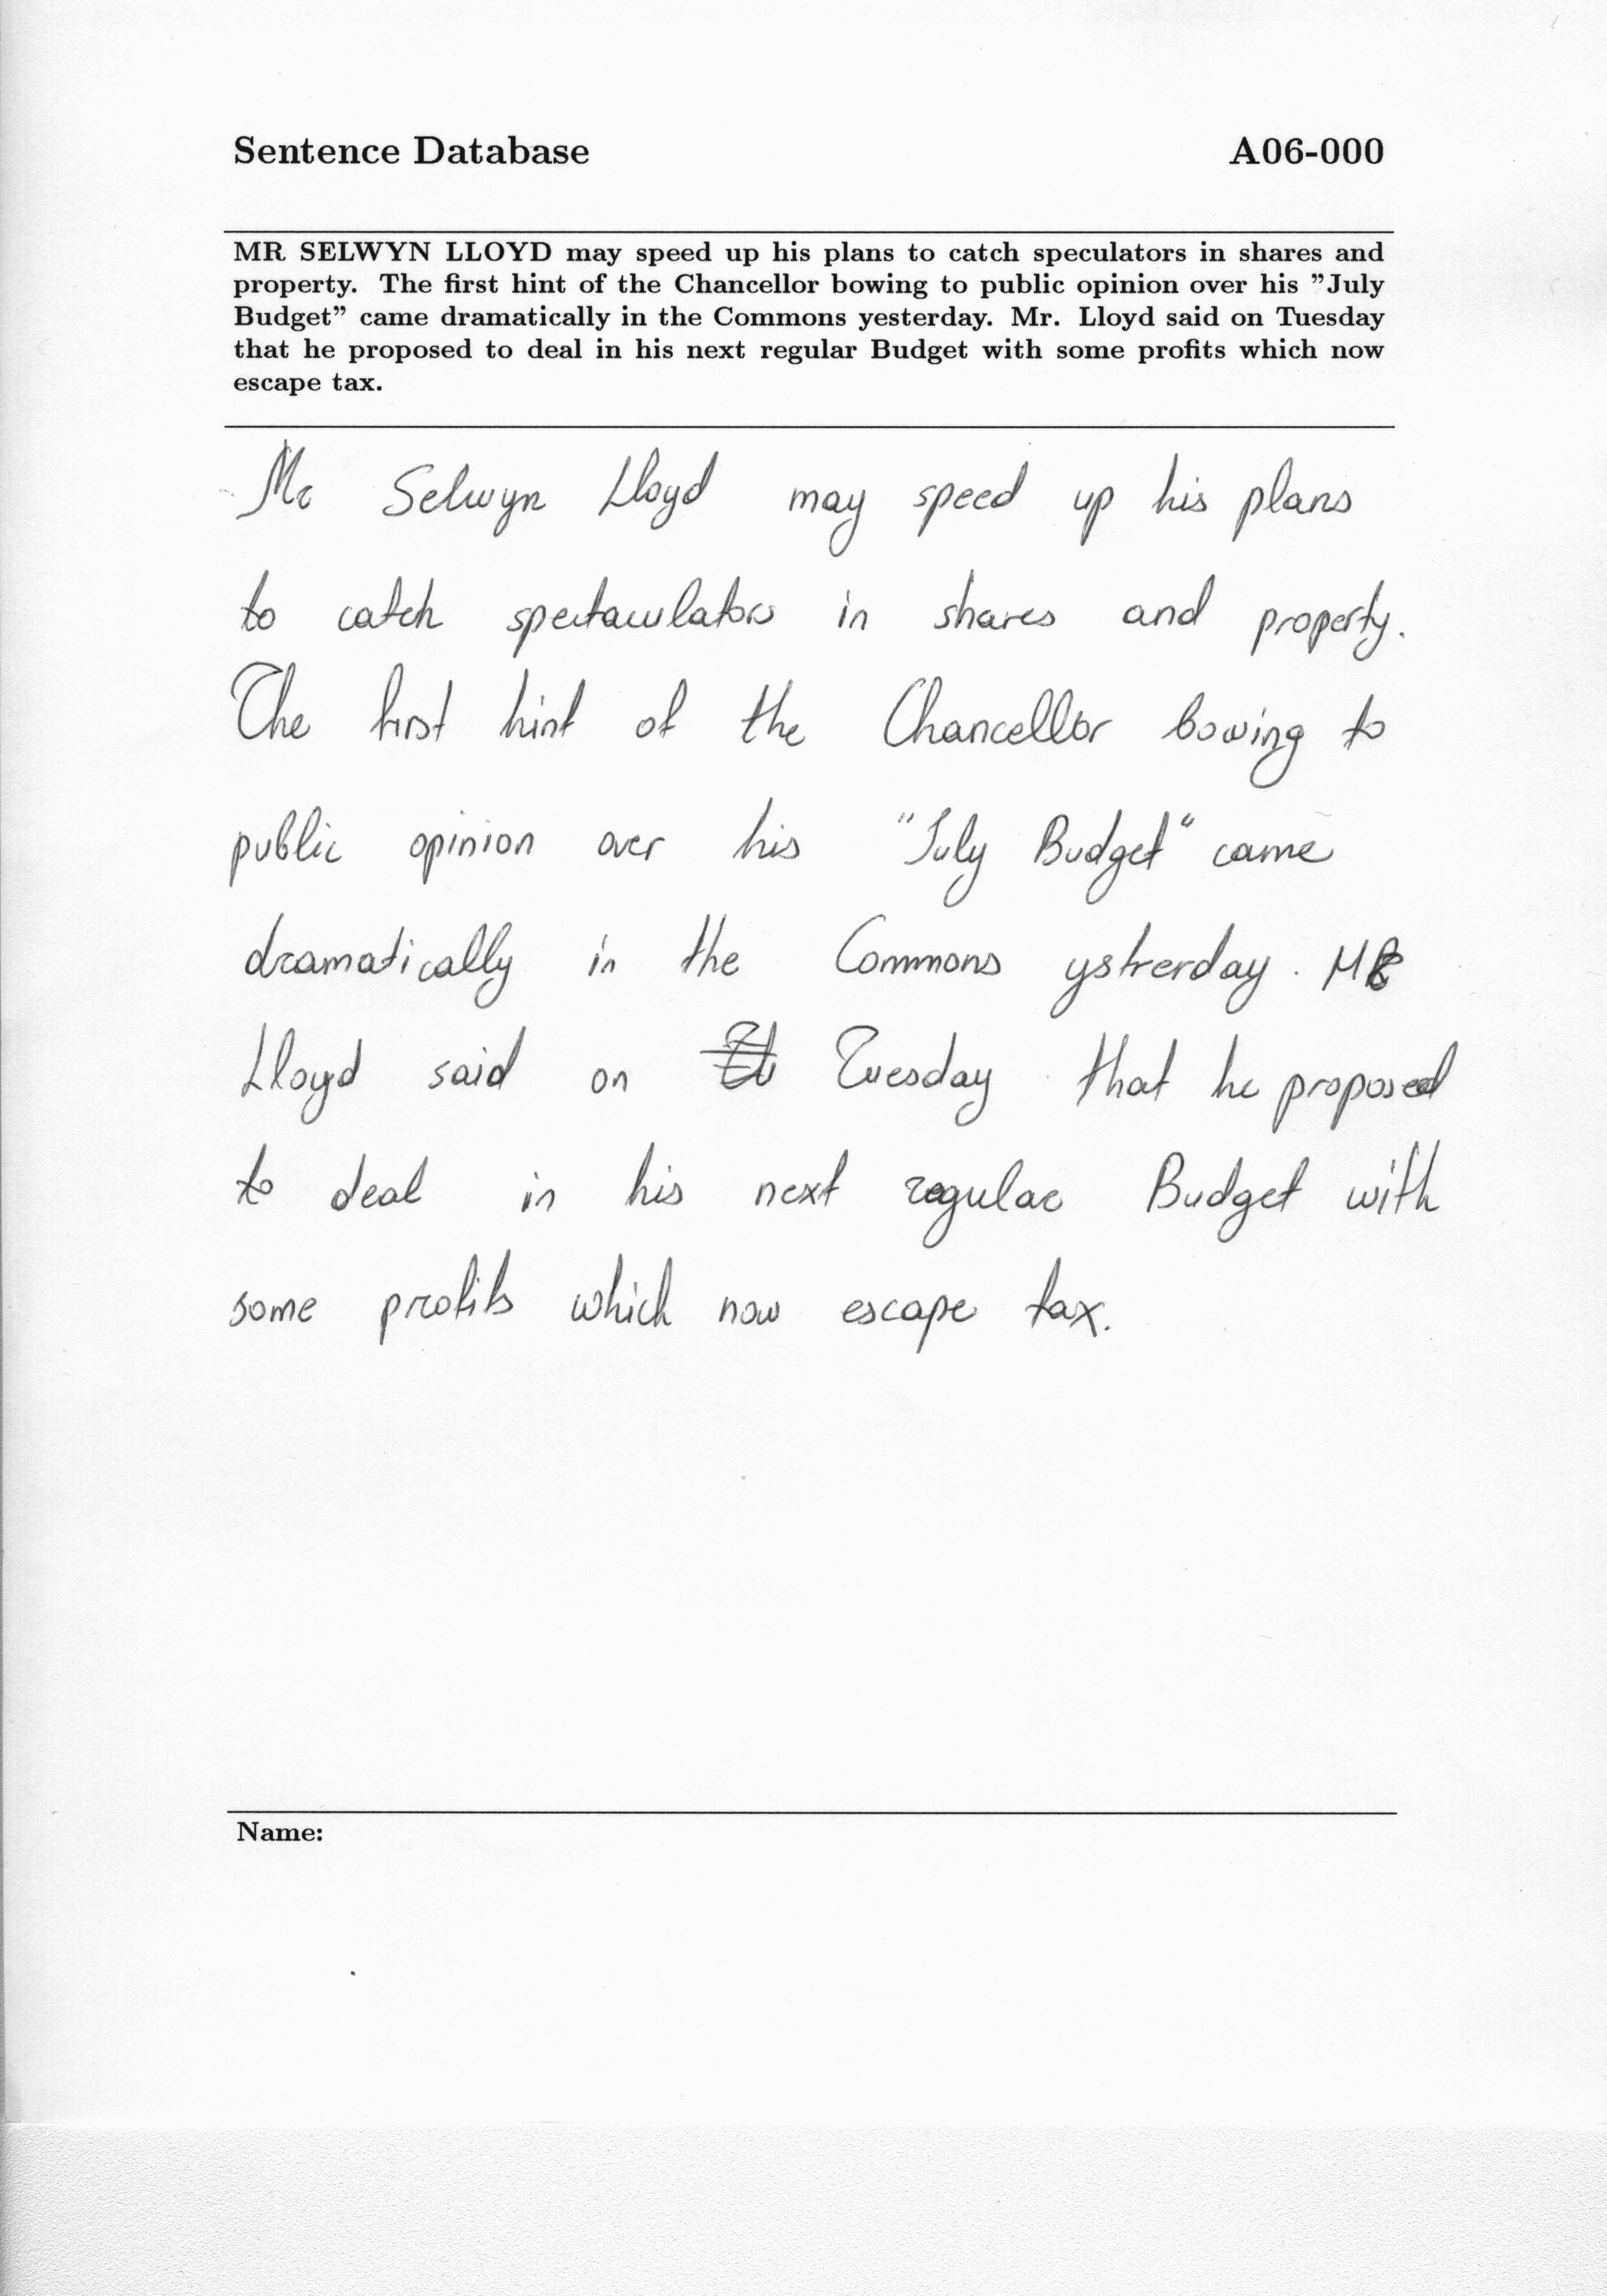 Sentence Database A06-000
MR SELWYN LLOYD may speed up his plans to catch speculators in shares and
property. The first hint of the Chancellor bowing to public opinion over his ”July
Budget” came dramatically in the Commons yesterday. Mr. Lloyd said on Tuesday
that he proposed to deal in his next regular Budget with some profits which now
escape tax.
Mr Selwyn Lloyd may speed up his plans
to catch spectaculators in shares and property.
The first hint of the Chancellor bowing to
public opinion over his "July Budget" came
dramatically in the Commons ystrerday. MR
Lloyd said on Tuesday that he proposed
to deal in his next regular Budget with
some profits which now escape tax.
Name: